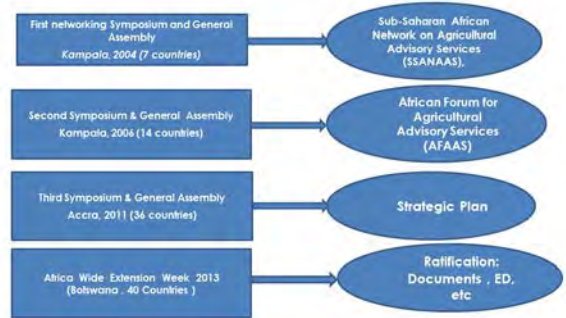 First networking Symposium and General
Assembly
Kampala, 2004 (7 countries)
Sub-Saharan African
Network on Agricultural
Advisory Services
(SSANAAS),
Second Symposium & General Assembly
Kampala, 2006 (14 countries)
African Forum for
Agricultural
Advisory Services
(AFAAS)
Third Symposium & General Assembly
Accra, 2011 (36 countries)
Strategic Plan
Africa Wide Extension Week 2013
(Botswana . 40 Countries )
Ratification:
Documents , ED,
etc